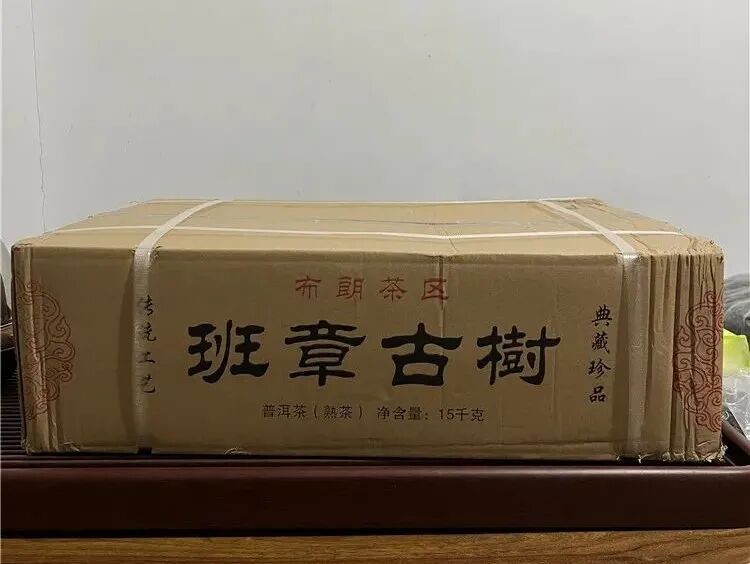 布朗茶区
班章古樹
普洱茶（熟茶） 净含量：15千克
传统工艺
典藏珍品